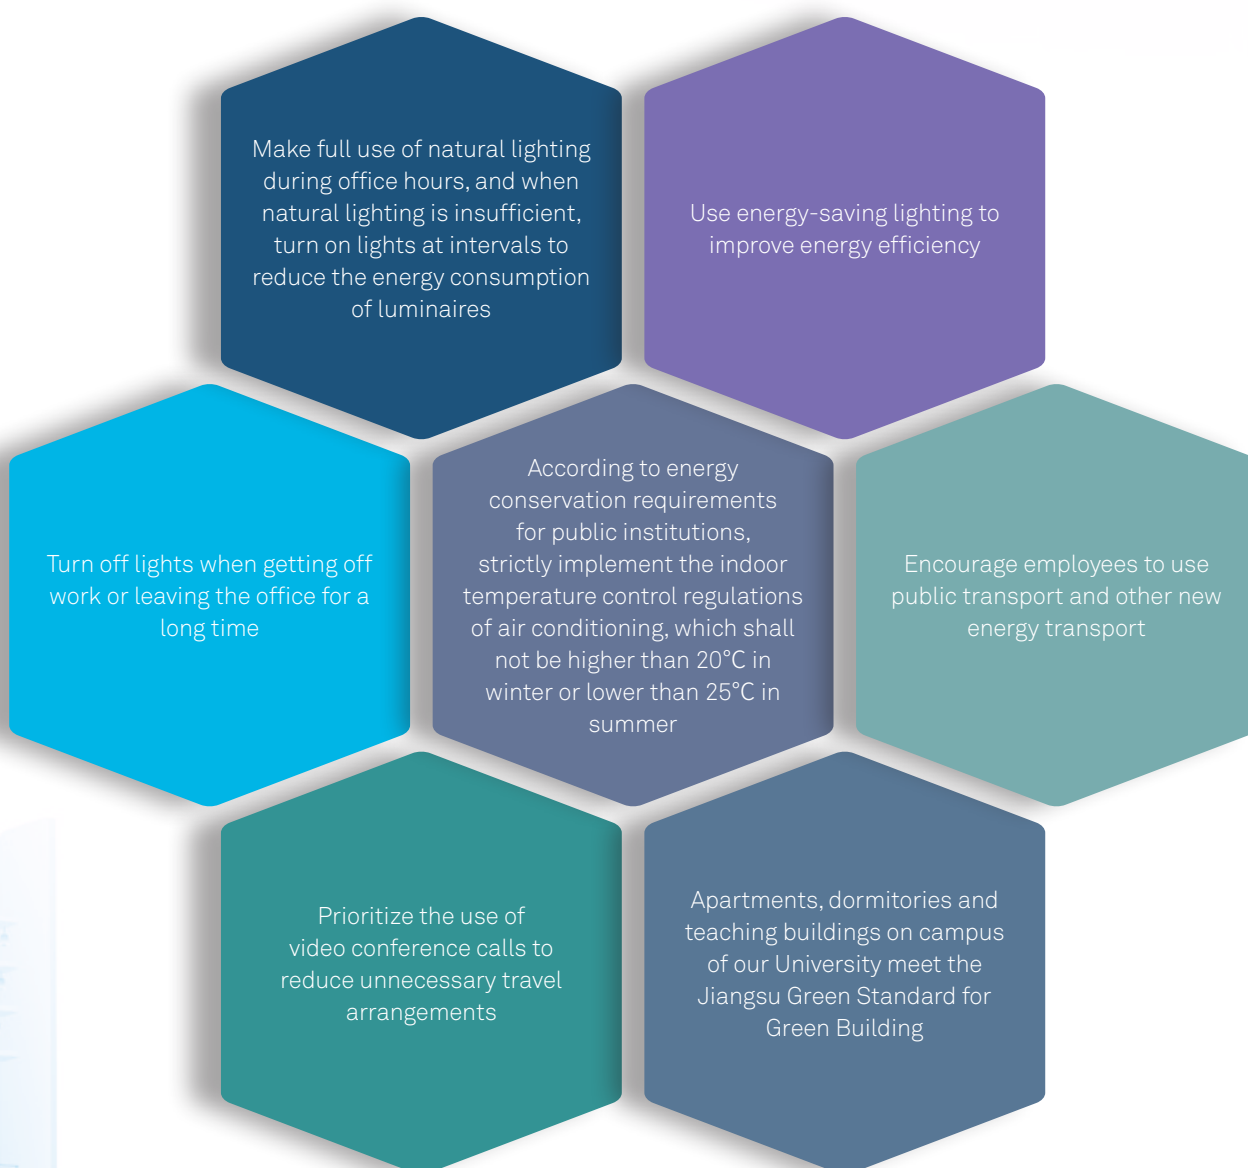 Make full use of natural lighting
during office hours, and when
natural lighting is insufficient,
turn on lights at intervals to
reduce the energy consumption
of luminaires
Use energy-saving lighting to
improve energy efficiency
Turn off lights when getting off
work or leaving the office for a
long time
According to energy
conservation requirements
for public institutions,
strictly implement the indoor
temperature control regulations
of air conditioning, which shall
not be higher than 20℃ in
winter or lower than 25℃ in
summer
Encourage employees to use
public transport and other new
energy transport
Prioritize the use of
video conference calls to
reduce unnecessary travel
arrangements
Apartments, dormitories and
teaching buildings on campus
of our University meet the
Jiangsu Green Standard for
Green Building